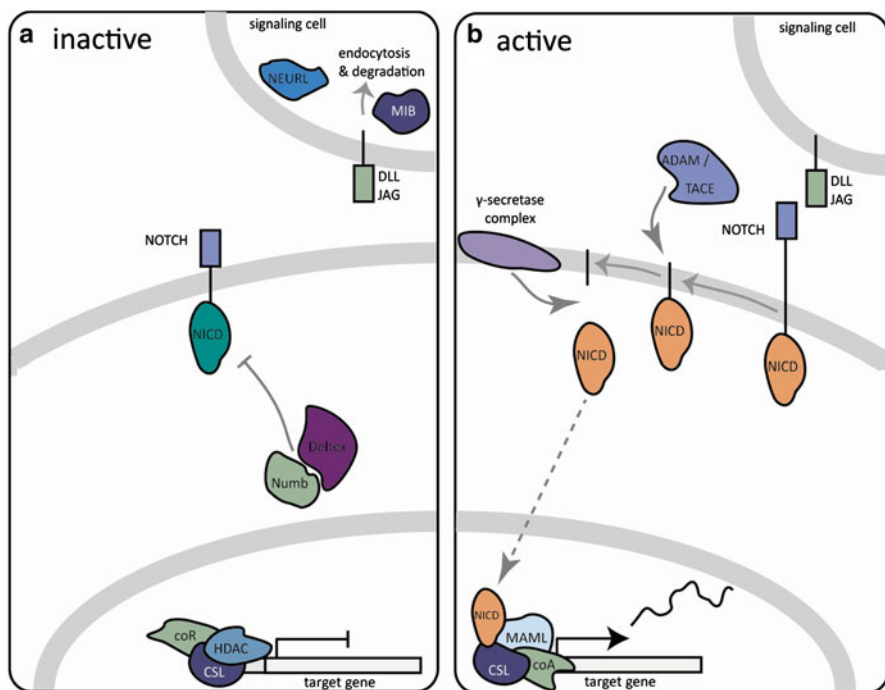 a inactive
signaling cell
NEURL
endocytosis
& degradation
MIB
DLL
JAG
NOTCH
NICD
Deltex
Numb
coR
HDAC
CSL
target gene
b active
signaling cell
ADAM /
TACE
γ-secretase
complex
DLL
JAG
NOTCH
NICD
NICD
NICD
NICD
MAML
CSL
coA
target gene